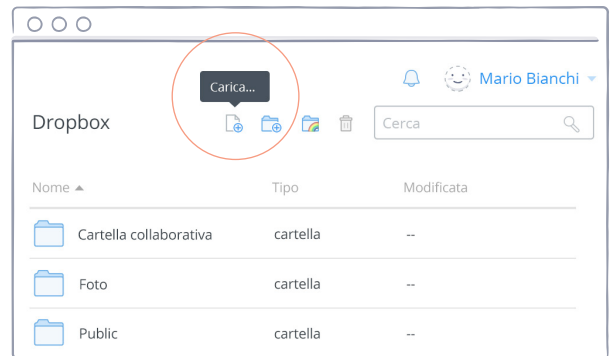 Carica...
Mario Bianchi
Dropbox
Cerca
Nome Tipo Modificata
Cartella collaborativa cartella --
Foto cartella --
Public cartella --